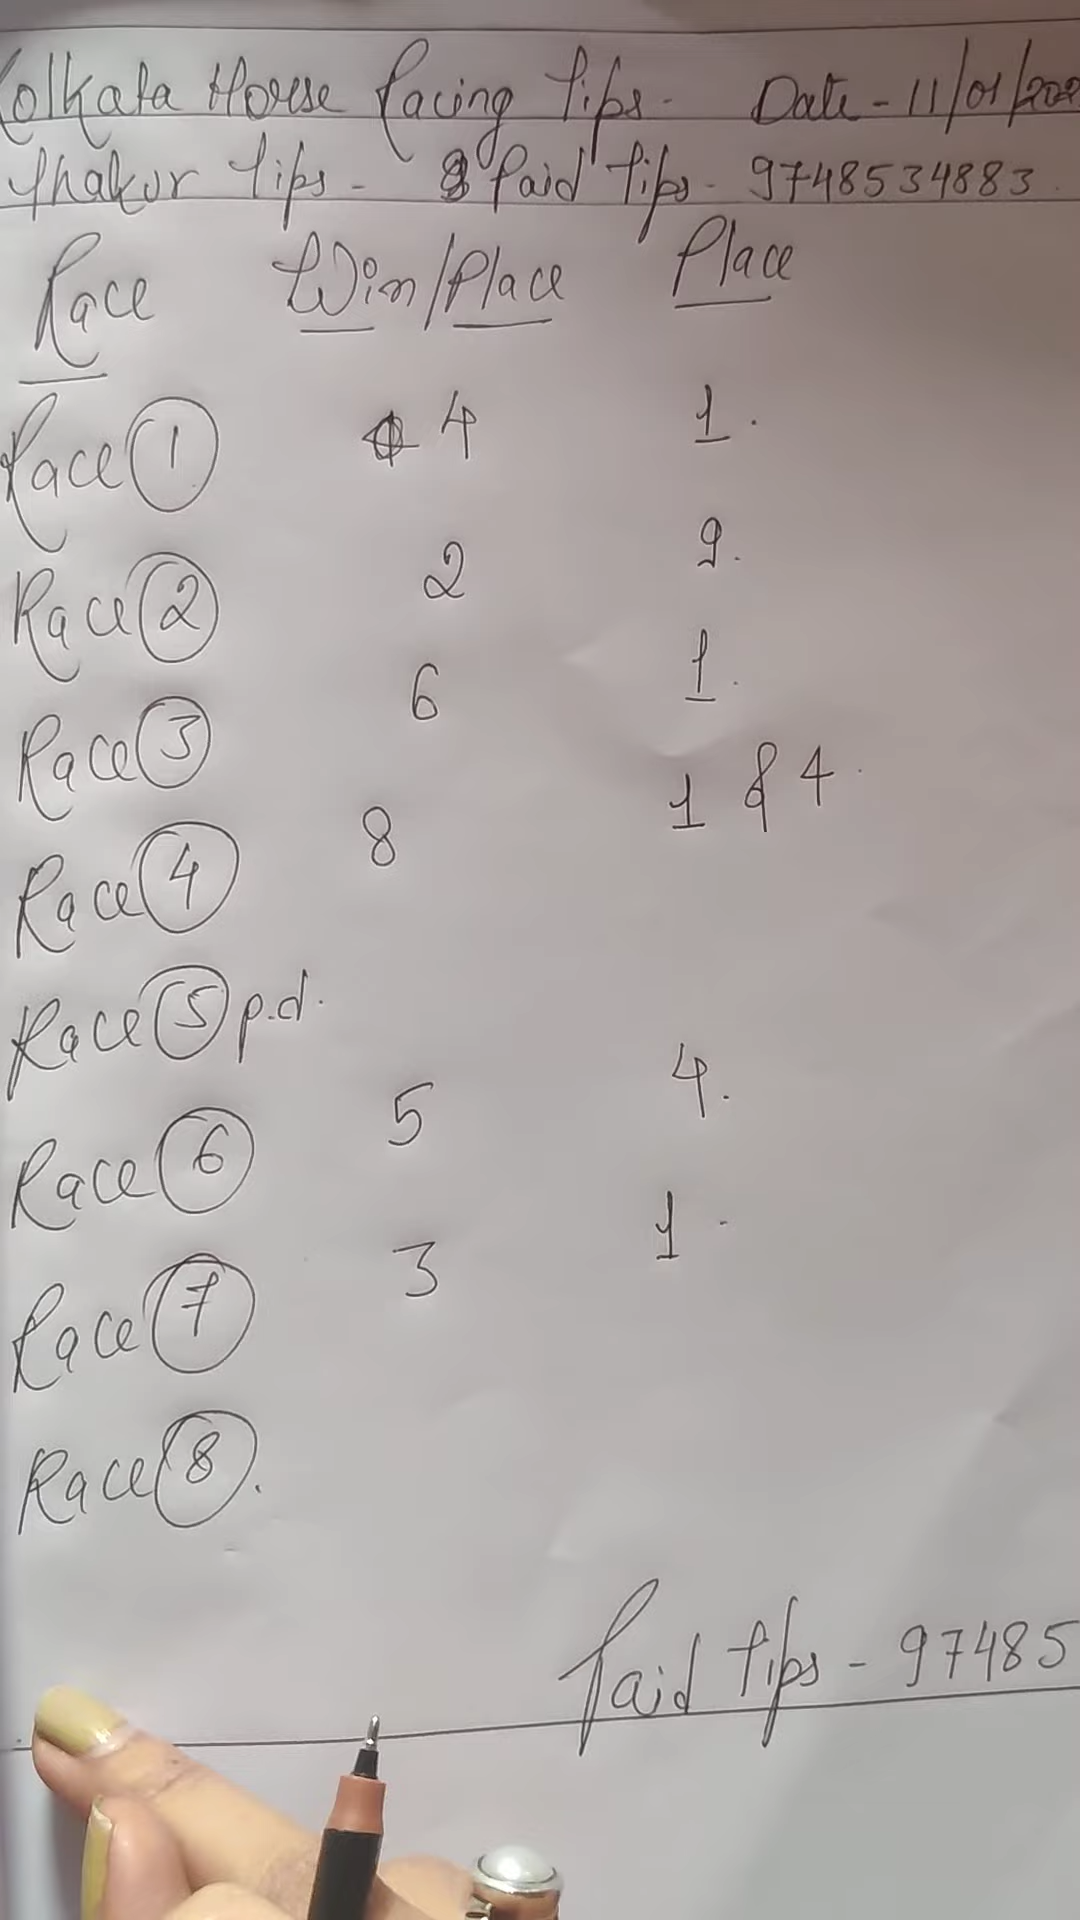 Kolkata Horse Racing Tips - Date - 11/01/202
Thakur Tips - Paid Tips - 9748534883
Race Win/Place Place
Race 1 4 1.
Race 2 2 9.
Race 3 6 1.
Race 4 8 1 & 4.
Race 5 p.d.
Race 6 5 4.
Race 7 3 1.
Race 8.
Paid Tips - 97485